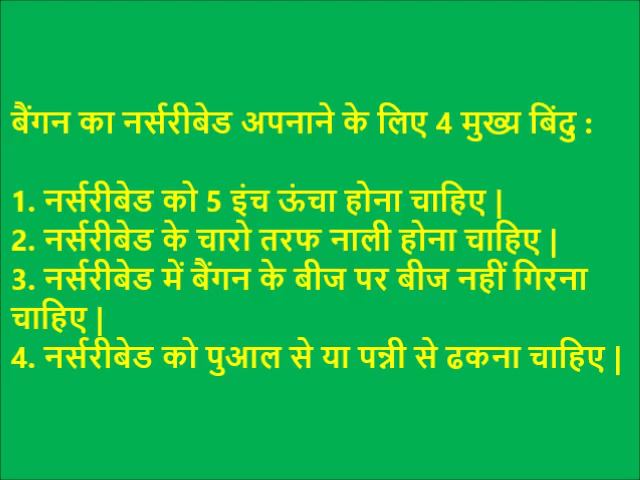 बैंगन का नर्सरीबेड अपनाने के लिए 4 मुख्य बिंदु :
1. नर्सरीबेड को 5 इंच ऊंचा होना चाहिए |
2. नर्सरीबेड के चारो तरफ नाली होना चाहिए |
3. नर्सरीबेड में बैंगन के बीज पर बीज नहीं गिरना
चाहिए |
4. नर्सरीबेड को पुआल से या पन्नी से ढकना चाहिए |